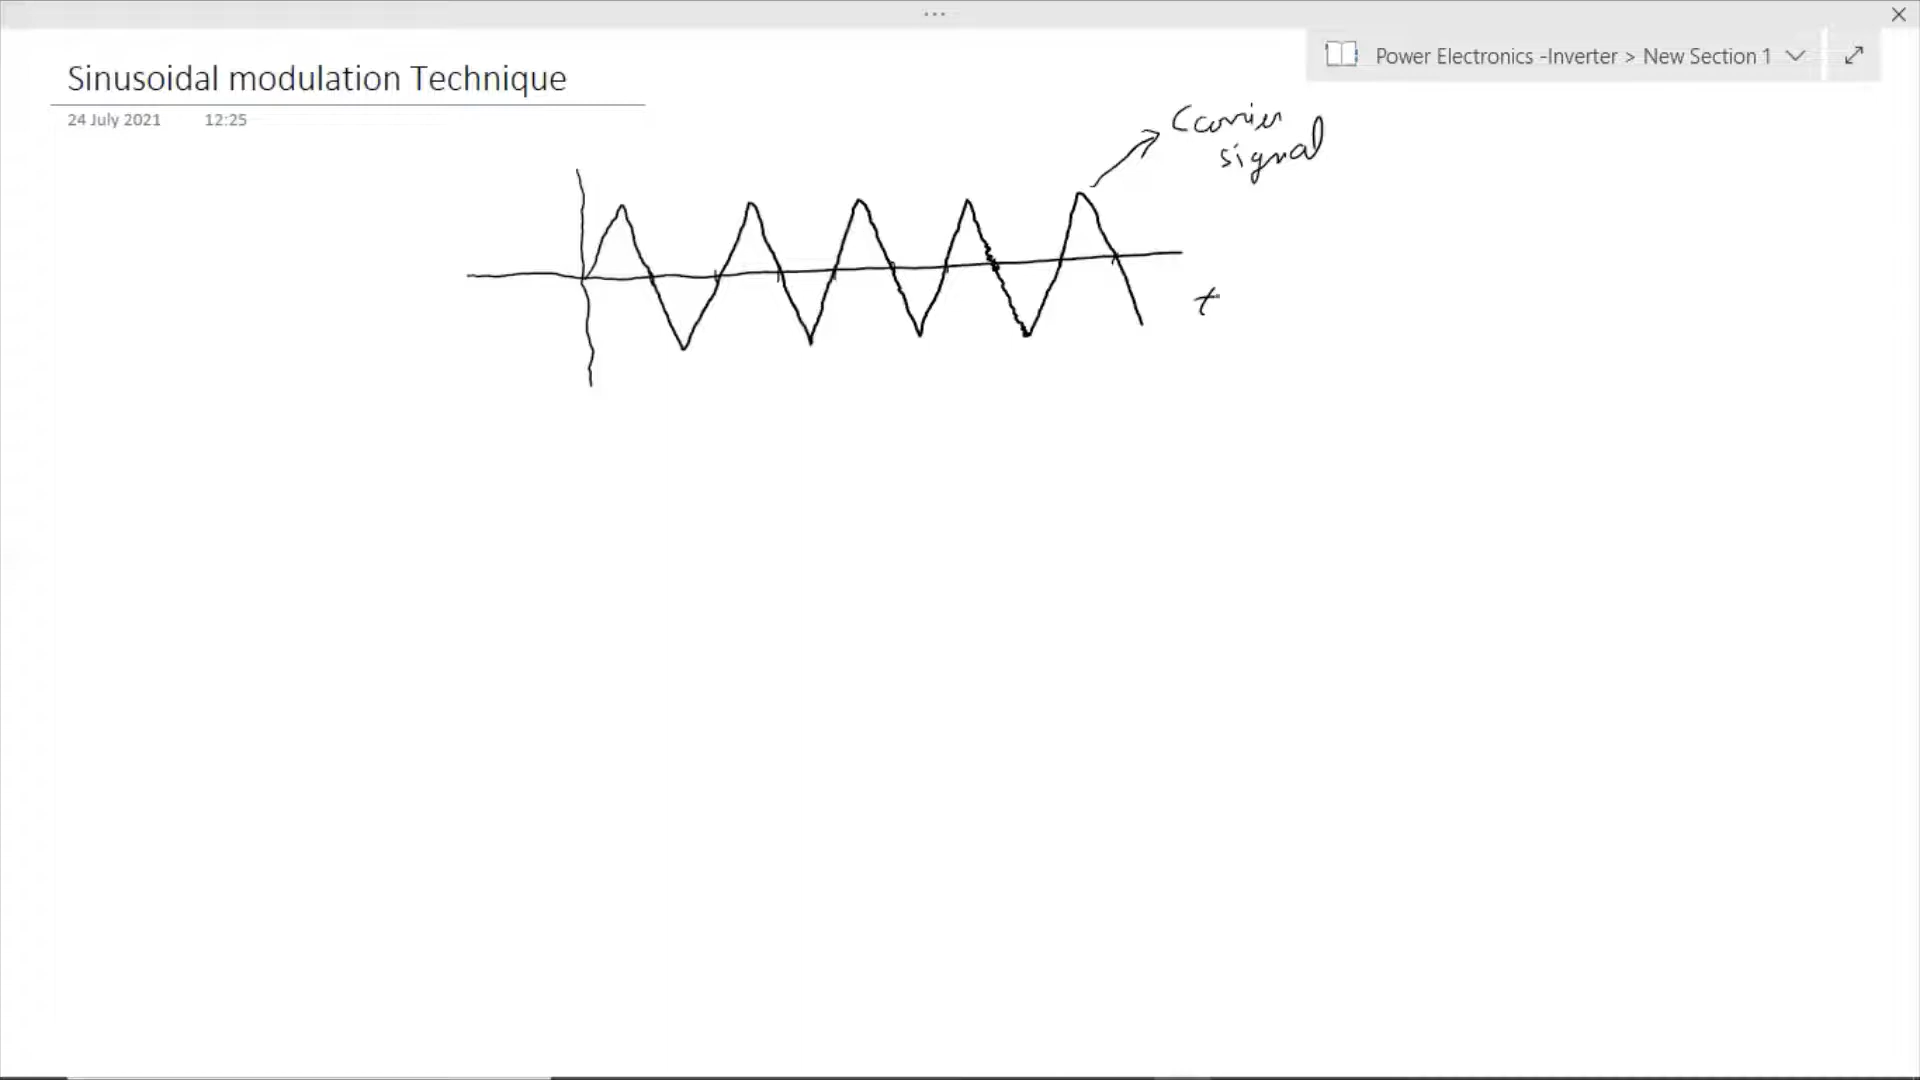 Power Electronics -Inverter > New Section 1
Sinusoidal modulation Technique
24 July 2021 12:25
Carrier
signal
t